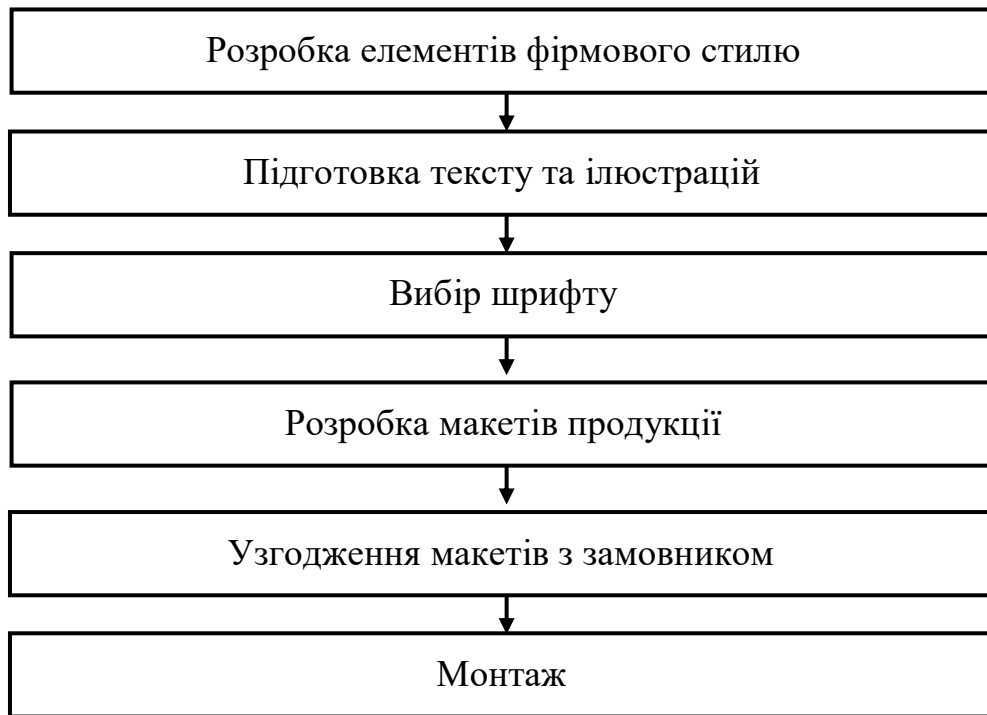 Розробка елементів фірмового стилю
Підготовка тексту та ілюстрацій
Вибір шрифту
Розробка макетів продукції
Узгодження макетів з замовником
Монтаж